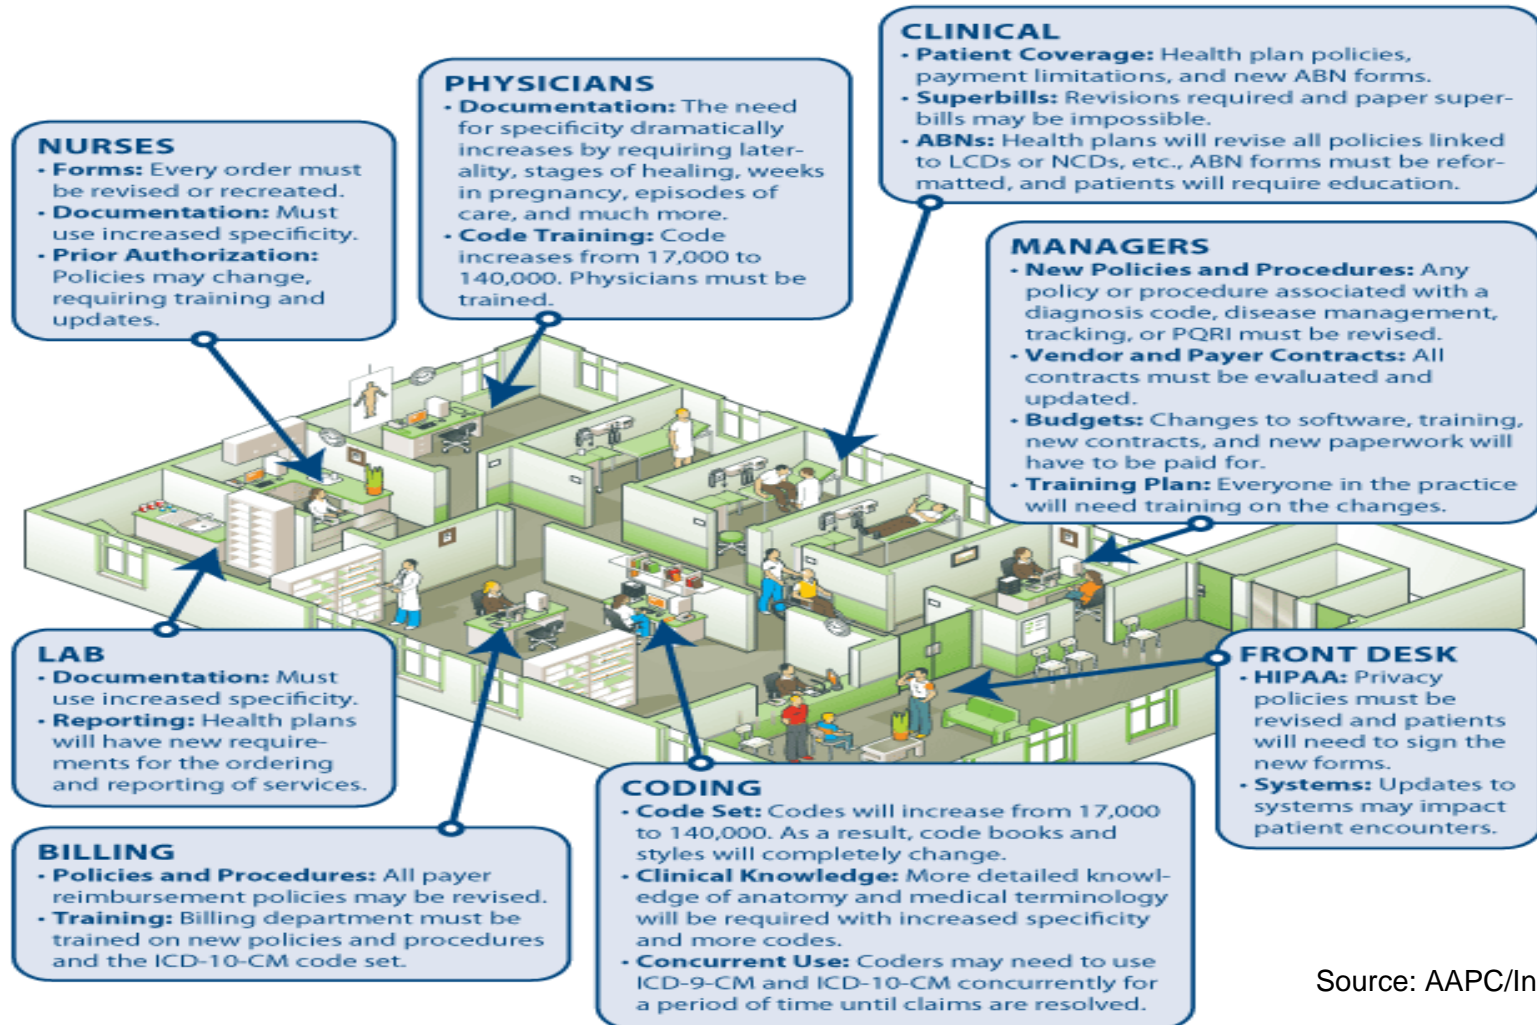 NURSES
• Forms: Every order must
be revised or recreated.
• Documentation: Must
use increased specificity.
• Prior Authorization:
Policies may change,
requiring training and
updates.
PHYSICIANS
• Documentation: The need
for specificity dramatically
increases by requiring later-
ality, stages of healing, weeks
in pregnancy, episodes of
care, and much more.
• Code Training: Code
increases from 17,000 to
140,000. Physicians must be
trained.
CLINICAL
• Patient Coverage: Health plan policies,
payment limitations, and new ABN forms.
• Superbills: Revisions required and paper super-
bills may be impossible.
• ABNs: Health plans will revise all policies linked
to LCDs or NCDs, etc., ABN forms must be refor-
matted, and patients will require education.
MANAGERS
• New Policies and Procedures: Any
policy or procedure associated with a
diagnosis code, disease management,
tracking, or PQRI must be revised.
• Vendor and Payer Contracts: All
contracts must be evaluated and
updated.
• Budgets: Changes to software, training,
new contracts, and new paperwork will
have to be paid for.
• Training Plan: Everyone in the practice
will need training on the changes.
LAB
• Documentation: Must
use increased specificity.
• Reporting: Health plans
will have new require-
ments for the ordering
and reporting of services.
FRONT DESK
• HIPAA: Privacy
policies must be
revised and patients
will need to sign the
new forms.
• Systems: Updates to
systems may impact
patient encounters.
BILLING
• Policies and Procedures: All payer
reimbursement policies may be revised.
• Training: Billing department must be
trained on new policies and procedures
and the ICD-10-CM code set.
CODING
• Code Set: Codes will increase from 17,000
to 140,000. As a result, code books and
styles will completely change.
• Clinical Knowledge: More detailed knowl-
edge of anatomy and medical terminology
will be required with increased specificity
and more codes.
• Concurrent Use: Coders may need to use
ICD-9-CM and ICD-10-CM concurrently for
a period of time until claims are resolved.
Source: AAPC/In